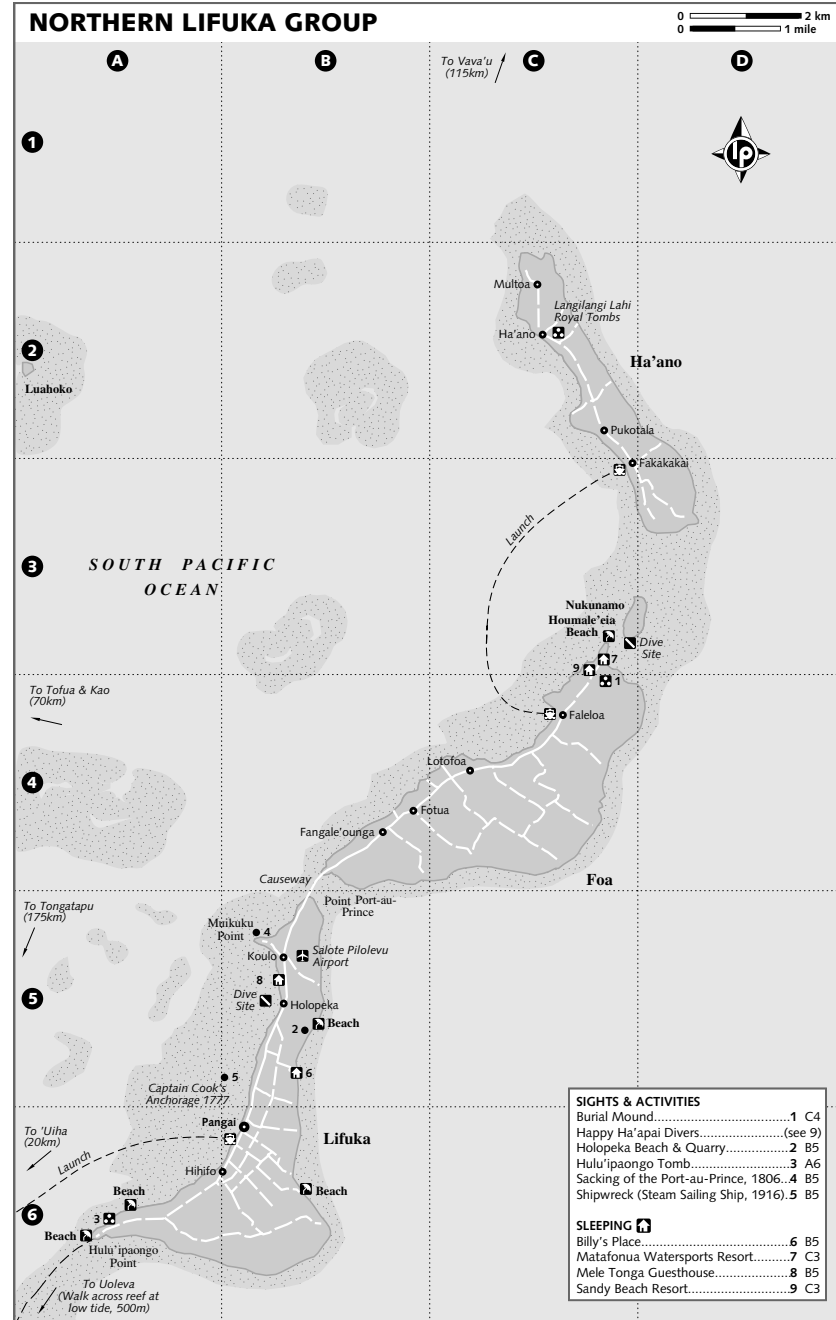 NORTHERN LIFUKA GROUP
0 2 km
0 1 mile
A B C D
To Vava'u
(115km)
1
lp
Multoa
Langilangi Lahi
Royal Tombs
Ha'ano
2
Ha'ano
Luahoko
Pukotala
Fakakakai
Launch
3
SOUTH PACIFIC
OCEAN
Nukunamo
Houmale'eia
Beach
Dive
Site
7
9
1
To Tofua & Kao
(70km)
Faleloa
Lotofoa
4
Fotua
Fangale'ounga
Causeway
Foa
Point Port-au-
Prince
To Tongatapu
(175km)
Muikuku
Point
4
Koulo
Salote Pilolevu
Airport
8
5
Dive
Site
Holopeka
2
Beach
6
5
Captain Cook's
Anchorage 1777
Pangai
To 'Uiha
(20km)
Lifuka
Launch
Hihifo
Beach
Beach
6
3
Beach
Hulu'ipaongo
Point
To Uoleva
(Walk across reef at
low tide, 500m)
SIGHTS & ACTIVITIES
Burial Mound 1 C4
Happy Ha'apai Divers (see 9)
Holopeka Beach & Quarry 2 B5
Hulu'ipaongo Tomb 3 A6
Sacking of the Port-au-Prince, 1806 4 B5
Shipwreck (Steam Sailing Ship, 1916) 5 B5
SLEEPING
Billy's Place 6 B5
Matafonua Watersports Resort 7 C3
Mele Tonga Guesthouse 8 B5
Sandy Beach Resort 9 C3